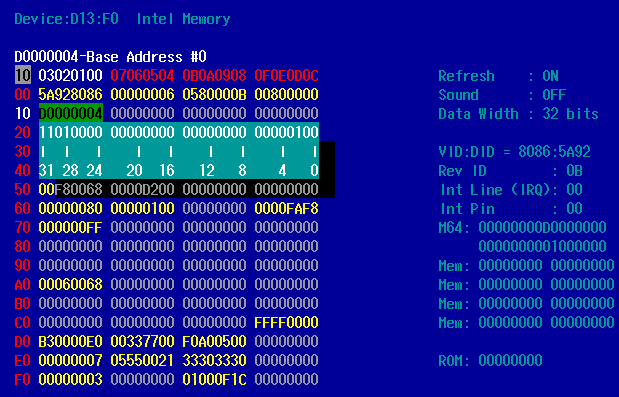 Device:D13:F0 Intel Memory
D0000004-Base Address #0
10 03020100 07060504 0B0A0908 0F0E0D0C Refresh : ON
00 5A928086 00000006 0580000B 00800000 Sound : OFF
10 D0000004 00000000 00000000 00000000 Data Width : 32 bits
20 11010000 00000000 00000000 00000100
30 | | | | | | | | VID:DID = 8086:5A92
40 31 28 24 20 16 12 8 4 0 Rev ID : 0B
50 00F80068 0000D200 00000000 00000000 Int Line (IRQ): 00
60 00000080 00000100 00000000 0000FAF8 Int Pin : 00
70 000000FF 00000000 00000000 00000000 M64: 00000000D0000000
80 00000000 00000000 00000000 00000000 0000000001000000
90 00000000 00000000 00000000 00000000 Mem: 00000000 00000000
A0 00060068 00000000 00000000 00000000 Mem: 00000000 00000000
B0 00000000 00000000 00000000 00000000 Mem: 00000000 00000000
C0 00000000 00000000 00000000 FFFF0000 Mem: 00000000 00000000
D0 B30000E0 00337700 F0A00500 00000000
E0 00000007 05550021 33303330 00000000 ROM: 00000000
F0 00000003 00000000 01000F1C 00000000